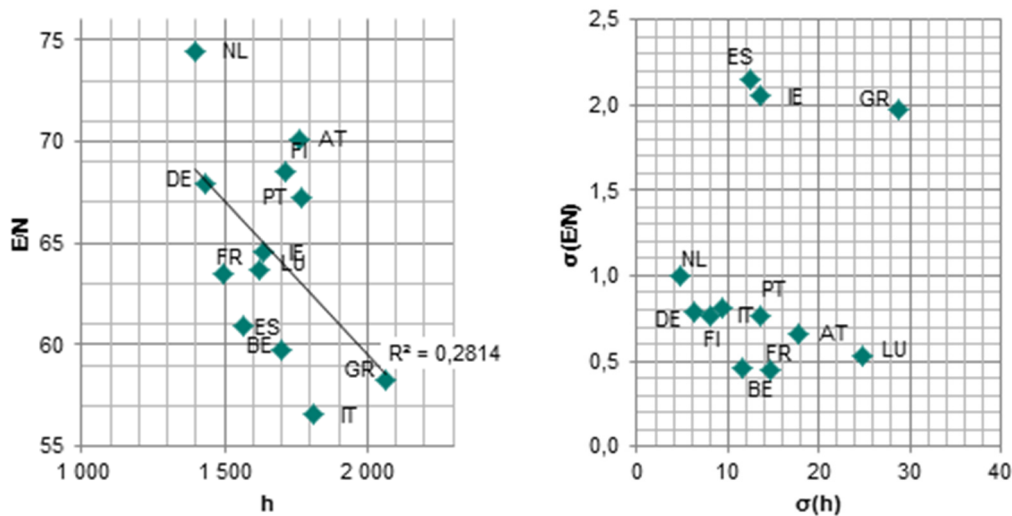 75
70
65
60
55
E/N
NL
AT
FI
DE
PT
FR
IE
LU
ES
BE
R² = 0,2814
GR
IT
1 000
1 500
2 000
h
2,5
2,0
1,5
1,0
0,5
0,0
σ(E/N)
ES
IE
GR
NL
PT
DE
IT
FI
AT
FR
LU
BE
0
10
20
30
40
σ(h)